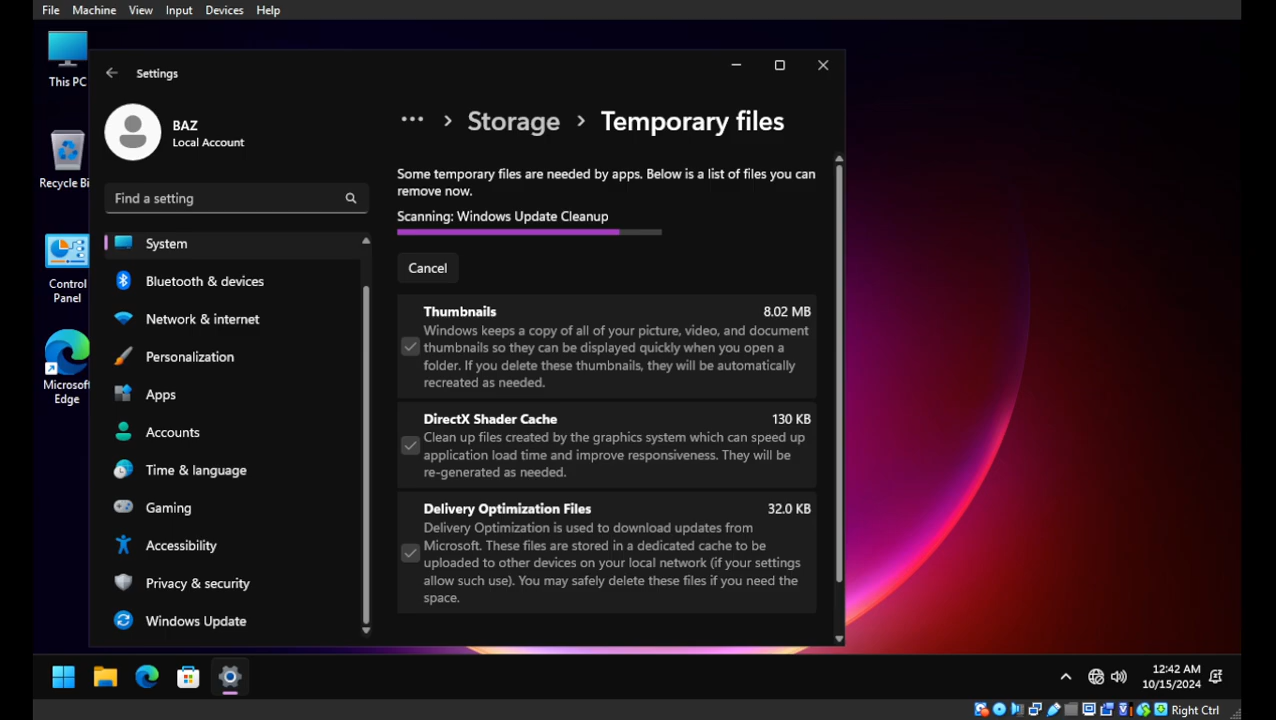 File Machine View Input Devices Help
This PC
Recycle Bi
Control
Panel
Microsoft
Edge
Settings
BAZ
Local Account
Find a setting
System
Bluetooth & devices
Network & internet
Personalization
Apps
Accounts
Time & language
Gaming
Accessibility
Privacy & security
Windows Update
··· > Storage > Temporary files
Some temporary files are needed by apps. Below is a list of files you can
remove now.
Scanning: Windows Update Cleanup
Cancel
Thumbnails 8.02 MB
Windows keeps a copy of all of your picture, video, and document
thumbnails so they can be displayed quickly when you open a
folder. If you delete these thumbnails, they will be automatically
recreated as needed.
DirectX Shader Cache 130 KB
Clean up files created by the graphics system which can speed up
application load time and improve responsiveness. They will be
re-generated as needed.
Delivery Optimization Files 32.0 KB
Delivery Optimization is used to download updates from
Microsoft. These files are stored in a dedicated cache to be
uploaded to other devices on your local network (if your settings
allow such use). You may safely delete these files if you need the
space.
12:42 AM
10/15/2024
Right Ctrl